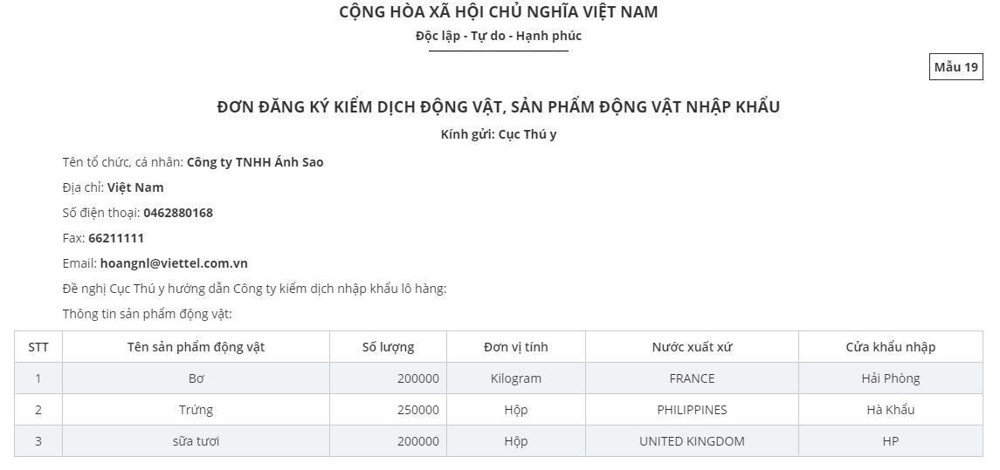 CỘNG HÒA XÃ HỘI CHỦ NGHĨA VIỆT NAM
Độc lập - Tự do - Hạnh phúc
Mẫu 19
ĐƠN ĐĂNG KÝ KIỂM DỊCH ĐỘNG VẬT, SẢN PHẨM ĐỘNG VẬT NHẬP KHẨU
Kính gửi: Cục Thú y
Tên tổ chức, cá nhân: Công ty TNHH Ánh Sao
Địa chỉ: Việt Nam
Số điện thoại: 0462880168
Fax: 66211111
Email: hoangnl@viettel.com.vn
Đề nghị Cục Thú y hướng dẫn Công ty kiểm dịch nhập khẩu lô hàng:
Thông tin sản phẩm động vật:
STT Tên sản phẩm động vật Số lượng Đơn vị tính Nước xuất xứ Cửa khẩu nhập
1 Bơ 200000 Kilogram FRANCE Hải Phòng
2 Trứng 250000 Hộp PHILIPPINES Hà Khẩu
3 sữa tươi 200000 Hộp UNITED KINGDOM HP